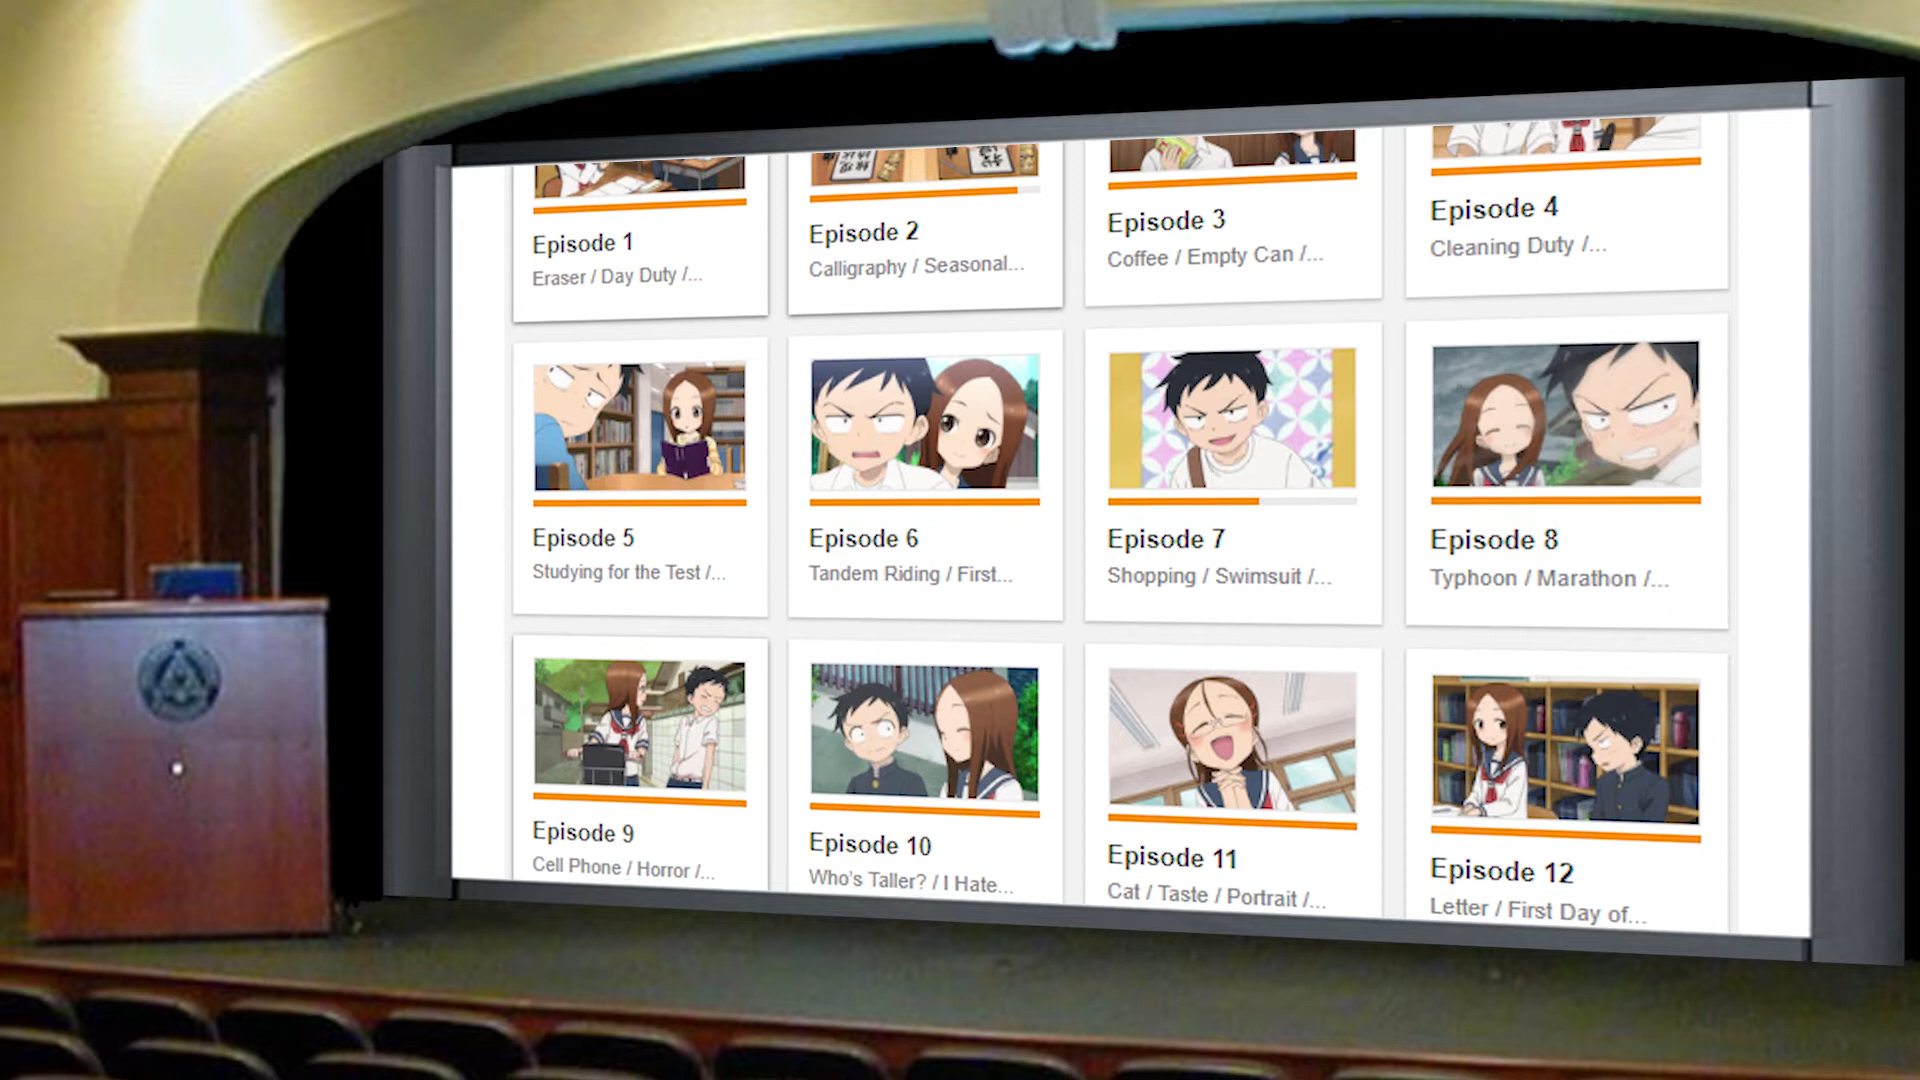 Episode 1
Eraser / Day Duty /...
Episode 2
Calligraphy / Seasonal...
Episode 3
Coffee / Empty Can /...
Episode 4
Cleaning Duty /...
Episode 5
Studying for the Test /...
Episode 6
Tandem Riding / First...
Episode 7
Shopping / Swimsuit /...
Episode 8
Typhoon / Marathon /...
Episode 9
Cell Phone / Horror /...
Episode 10
Who's Taller? / I Hate...
Episode 11
Cat / Taste / Portrait /...
Episode 12
Letter / First Day of...